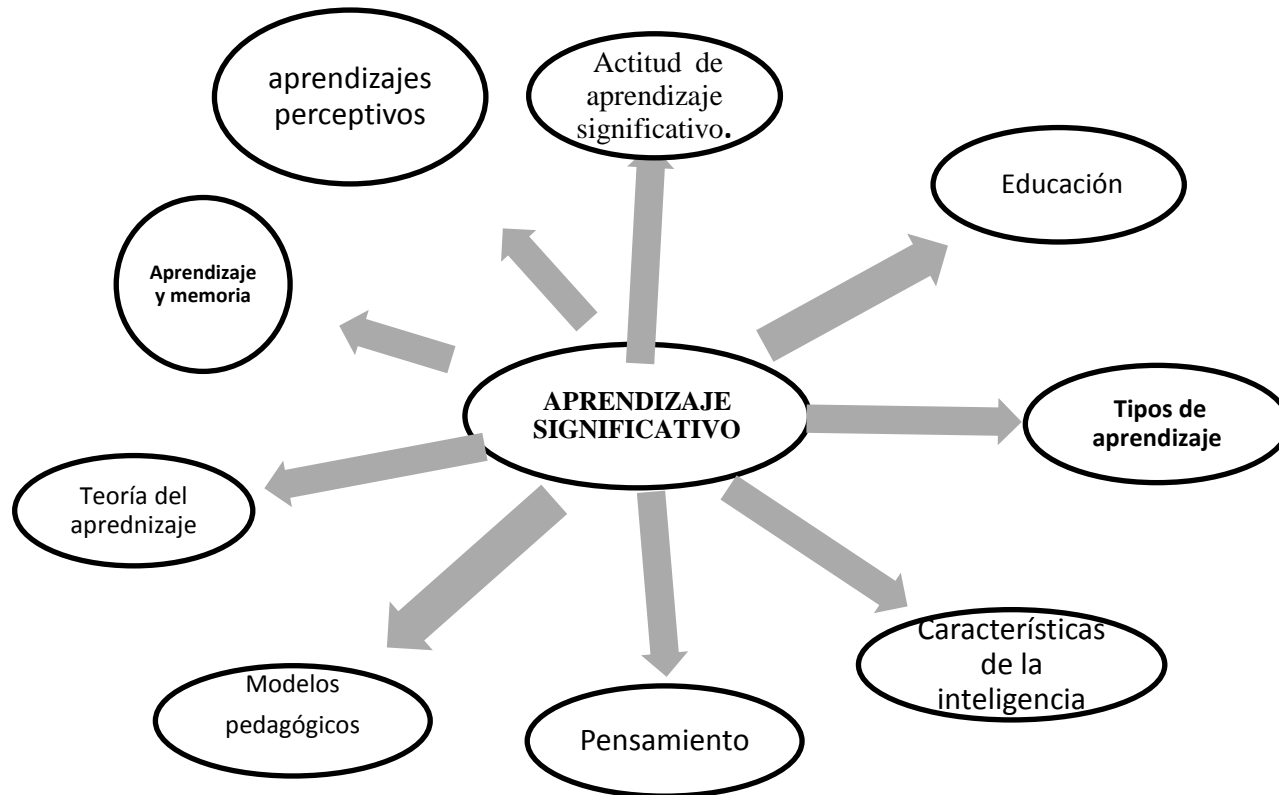 aprendizajes
perceptivos
Actitud de
aprendizaje
significativo.
Educación
Aprendizaje
y memoria
APRENDIZAJE
SIGNIFICATIVO
Tipos de
aprendizaje
Teoría del
aprednizaje
Características
de la
inteligencia
Modelos
pedagógicos
Pensamiento